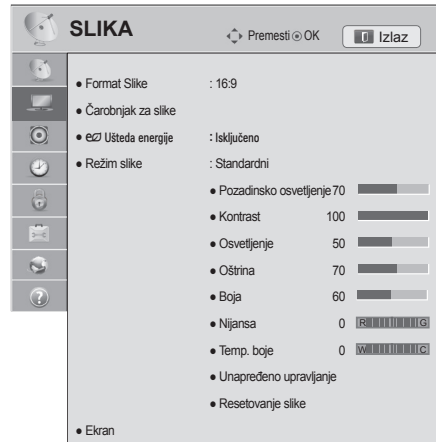 SLIKA Premesti OK Izlaz
● Format Slike : 16:9
● Čarobnjak za slike
● Ušteda energije : Isključeno
● Režim slike : Standardni
● Pozadinsko osvetljenje 70
● Kontrast 100
● Osvetljenje 50
● Oštrina 70
● Boja 60
● Nijansa 0 R G
● Temp. boje 0 W C
● Unapređeno upravljanje
● Resetovanje slike
● Ekran